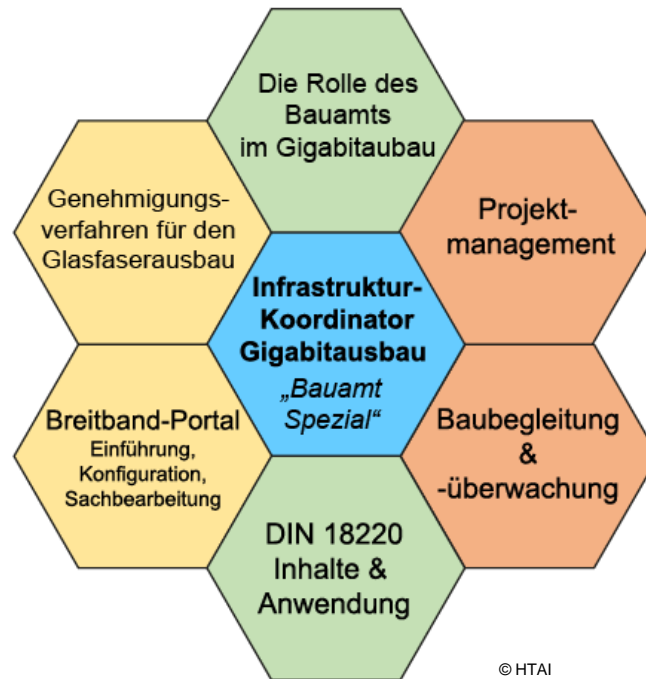 Die Rolle des
Bauamts
im Gigabitaubau
Genehmigungs-
verfahren für den
Glasfaserausbau
Projekt-
management
Infrastruktur-
Koordinator
Gigabitausbau
„Bauamt
Spezial“
Breitband-Portal
Einführung,
Konfiguration,
Sachbearbeitung
Baubegleitung
&
-überwachung
DIN 18220
Inhalte &
Anwendung
© HTAI